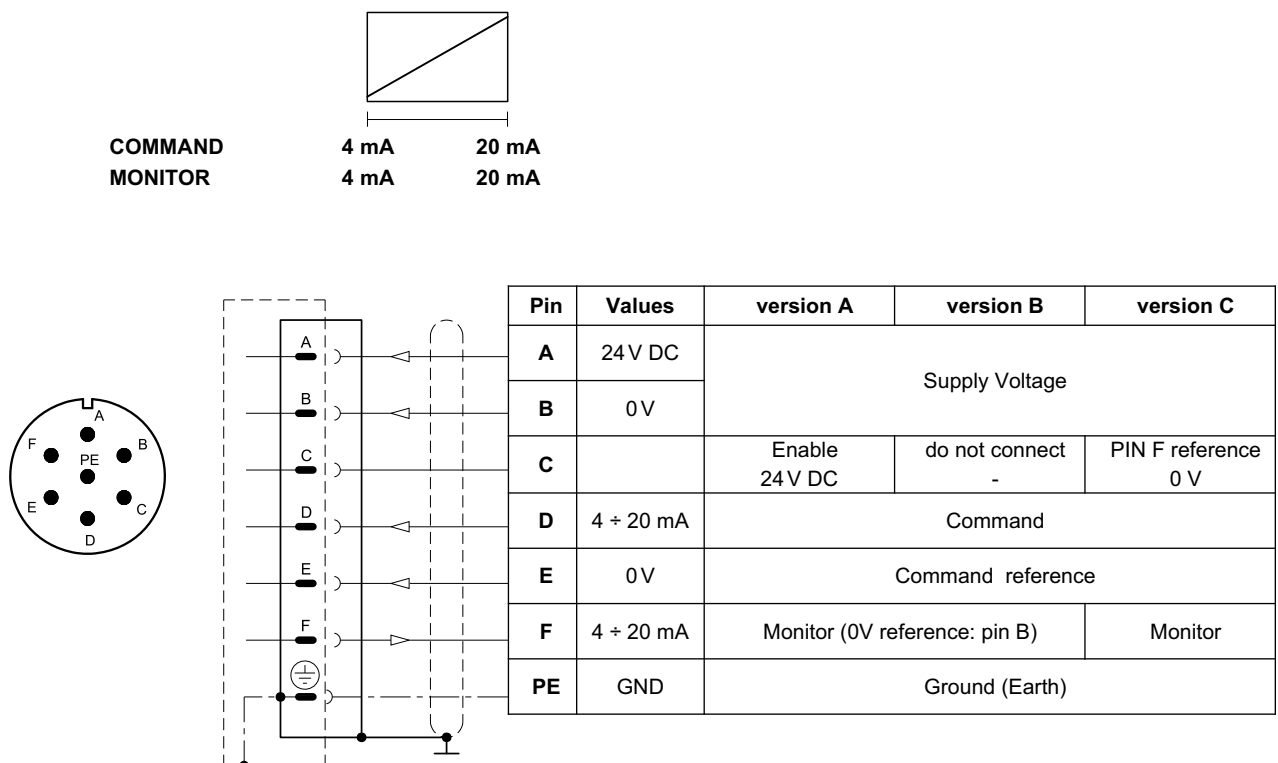 COMMAND 4 mA 20 mA
MONITOR 4 mA 20 mA
Pin Values version A version B version C
A 24 V DC Supply Voltage
B 0 V
C Enable do not connect PIN F reference
24 V DC - 0 V
D 4 ÷ 20 mA Command
E 0 V Command reference
F 4 ÷ 20 mA Monitor (0V reference: pin B) Monitor
PE GND Ground (Earth)
A
B
C
D
E
F
A
F B
PE
E C
D